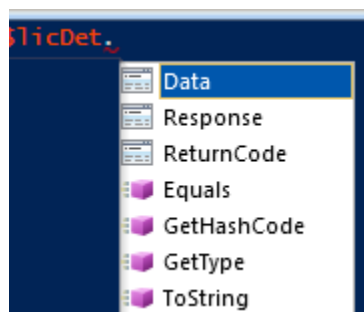 $licDet.
Data
Response
ReturnCode
Equals
GetHashCode
GetType
ToString